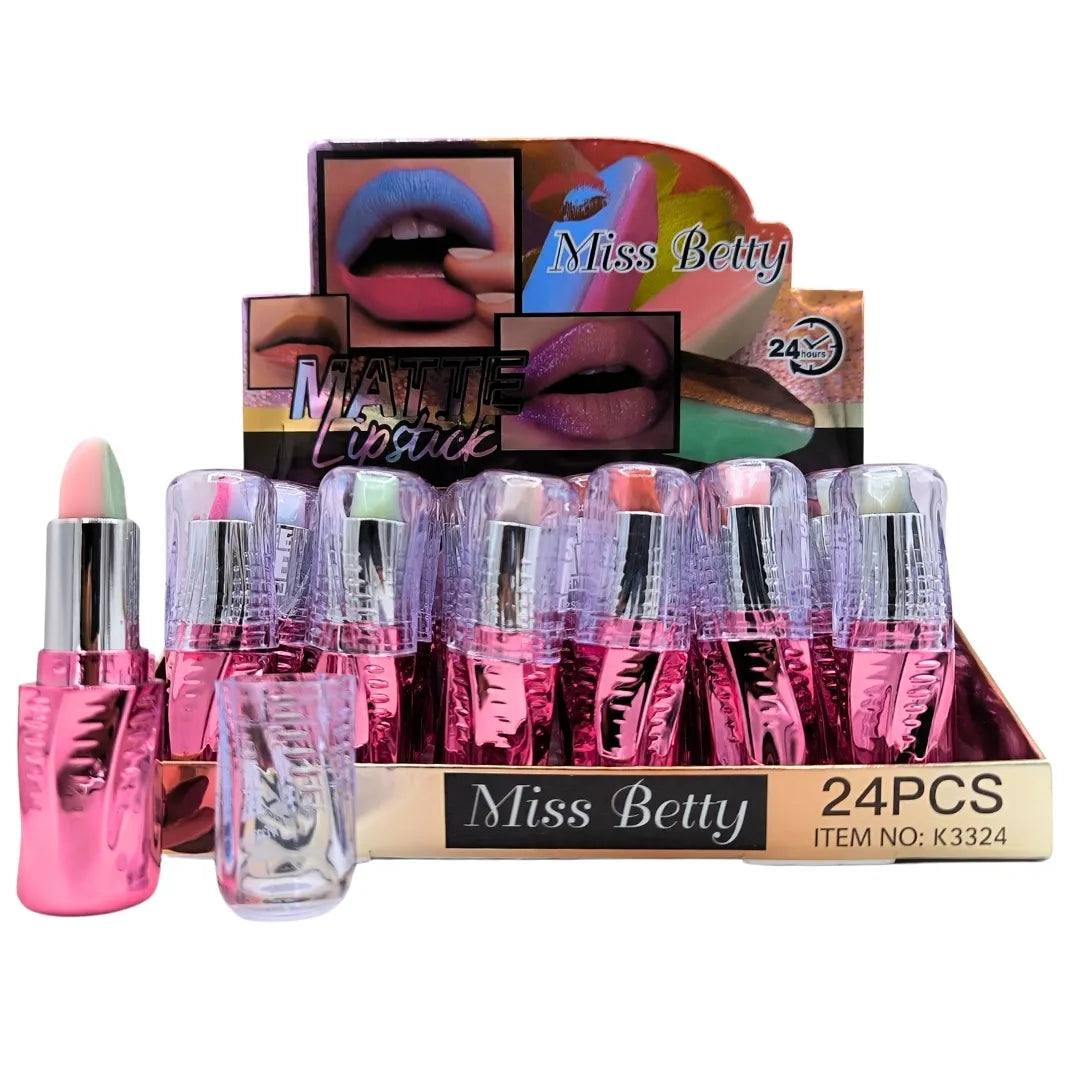 Miss Betty
24 hours
MATTE
Lipstick
Miss Betty
24PCS
ITEM NO: K3324